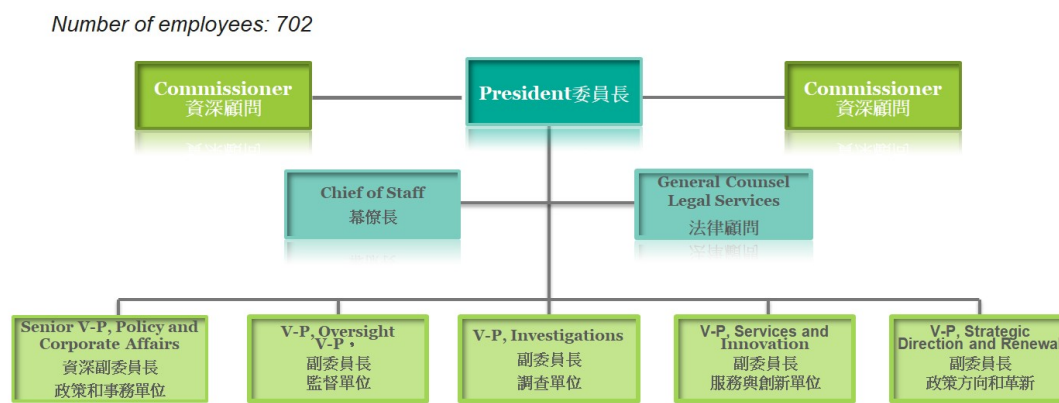 Number of employees: 702
Commissioner
資深顧問
President委員長
Commissioner
資深顧問
Chief of Staff
幕僚長
General Counsel
Legal Services
法律顧問
Senior V-P, Policy and
Corporate Affairs
資深副委員長
政策和事務單位
V-P, Oversight
V-P,
副委員長
監督單位
V-P, Investigations
副委員長
調查單位
V-P, Services and
Innovation
副委員長
服務與創新單位
V-P, Strategic
Direction and Renewal
副委員長
政策方向和革新